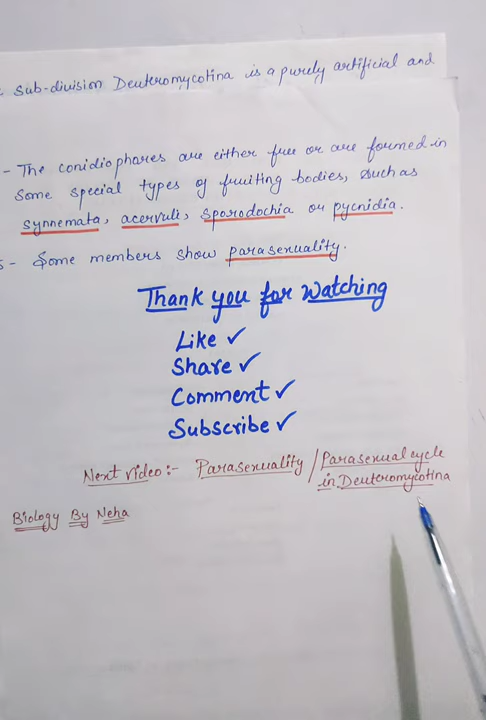 Sub-division Deuteromycotina is a purely artificial and
- The conidiophores are either free or are formed in
some special types of fruiting bodies, such as
synnemata, acervuli, sporodochia or pycnidia.
5- Some members show parasexuality.
Thank you for Watching
Like ✓
Share ✓
Comment ✓
Subscribe ✓
Next video:- Parasexuality / Parasexual cycle
in Deuteromycotina
Biology By Neha